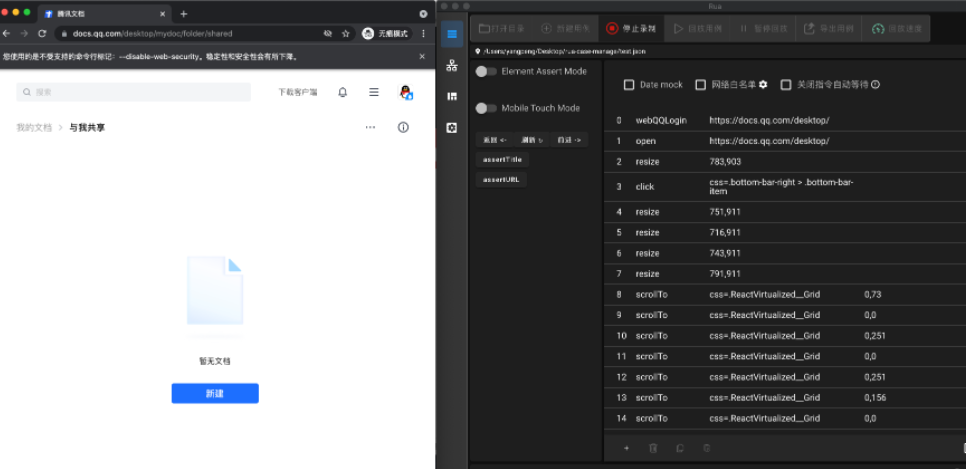 腾讯文档
docs.qq.com/desktop/mydoc/folder/shared
无痕模式
您使用的是不受支持的命令行标记：--disable-web-security。稳定性和安全性会有所下降。
搜索
下载客户端
我的文档 > 与我共享
暂无文档
新建
Rua
打开目录
停止录制
回放用例
暂停回放
导出用例
回放速度
/Users/yangpeng/Desktop/rua-case-manage/test.json
Element Assert Mode
Mobile Touch Mode
返回 <-
刷新
前进 ->
assertTitle
assertURL
Date mock
网络白名单
关闭指令自动等待
0 webQQLogin https://docs.qq.com/desktop/
1 open https://docs.qq.com/desktop/
2 resize 783,903
3 click css=.bottom-bar-right > .bottom-bar-
item
4 resize 751,911
5 resize 716,911
6 resize 743,911
7 resize 791,911
8 scrollTo css=.ReactVirtualized__Grid 0,73
9 scrollTo css=.ReactVirtualized__Grid 0,0
10 scrollTo css=.ReactVirtualized__Grid 0,251
11 scrollTo css=.ReactVirtualized__Grid 0,0
12 scrollTo css=.ReactVirtualized__Grid 0,251
13 scrollTo css=.ReactVirtualized__Grid 0,156
14 scrollTo css=.ReactVirtualized__Grid 0,0